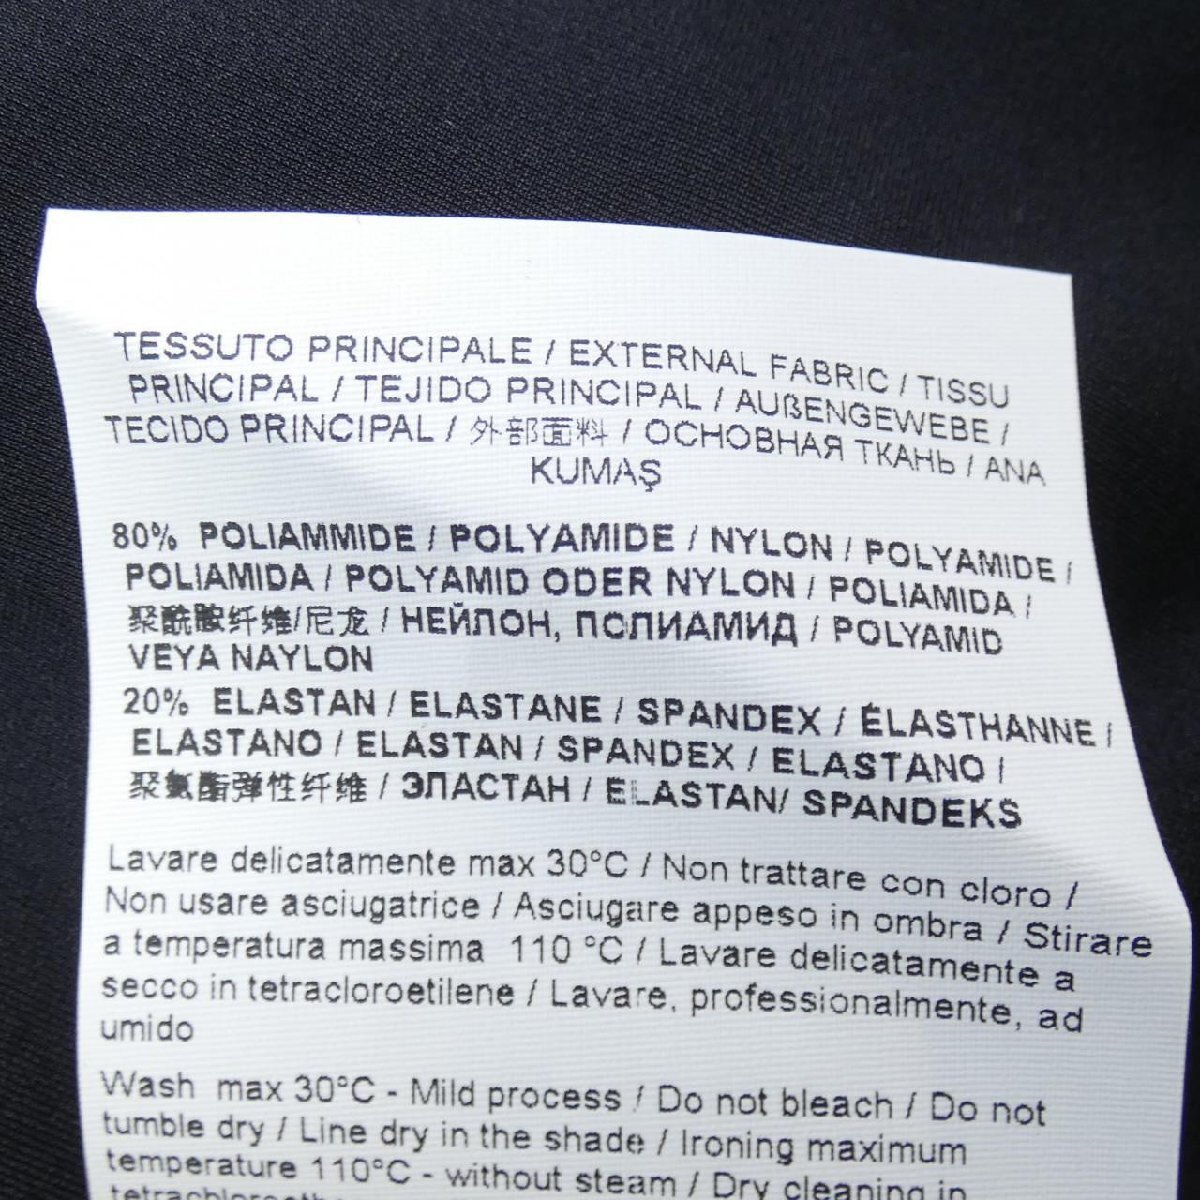 TESSUTO PRINCIPALE / EXTERNAL FABRIC / TISSU
PRINCIPAL / TEJIDO PRINCIPAL / AUßENGEWEBE /
TECIDO PRINCIPAL / 外部面料 / ОСНОВНАЯ ТКАНЬ / ANA
KUMAŞ
80% POLIAMMIDE / POLYAMIDE / NYLON / POLYAMIDE /
POLIAMIDA / POLYAMID ODER NYLON / POLIAMIDA /
聚酰胺纤维/尼龙 / НЕЙЛОН, ПОЛИАМИД / POLYAMID
VEYA NAYLON
20% ELASTAN / ELASTANE / SPANDEX / ÉLASTHANNE /
ELASTANO / ELASTAN / SPANDEX / ELASTANO /
聚氨酯弹性纤维 / ЭЛАСТАН / ELASTAN/ SPANDEKS
Lavare delicatamente max 30°C / Non trattare con cloro /
Non usare asciugatrice / Asciugare appeso in ombra / Stirare
a temperatura massima 110 °C / Lavare delicatamente a
secco in tetracloroetilene / Lavare, professionalmente, ad
umido
Wash max 30°C - Mild process / Do not bleach / Do not
tumble dry / Line dry in the shade / Ironing maximum
temperature 110°C - without steam / Dry cleaning in